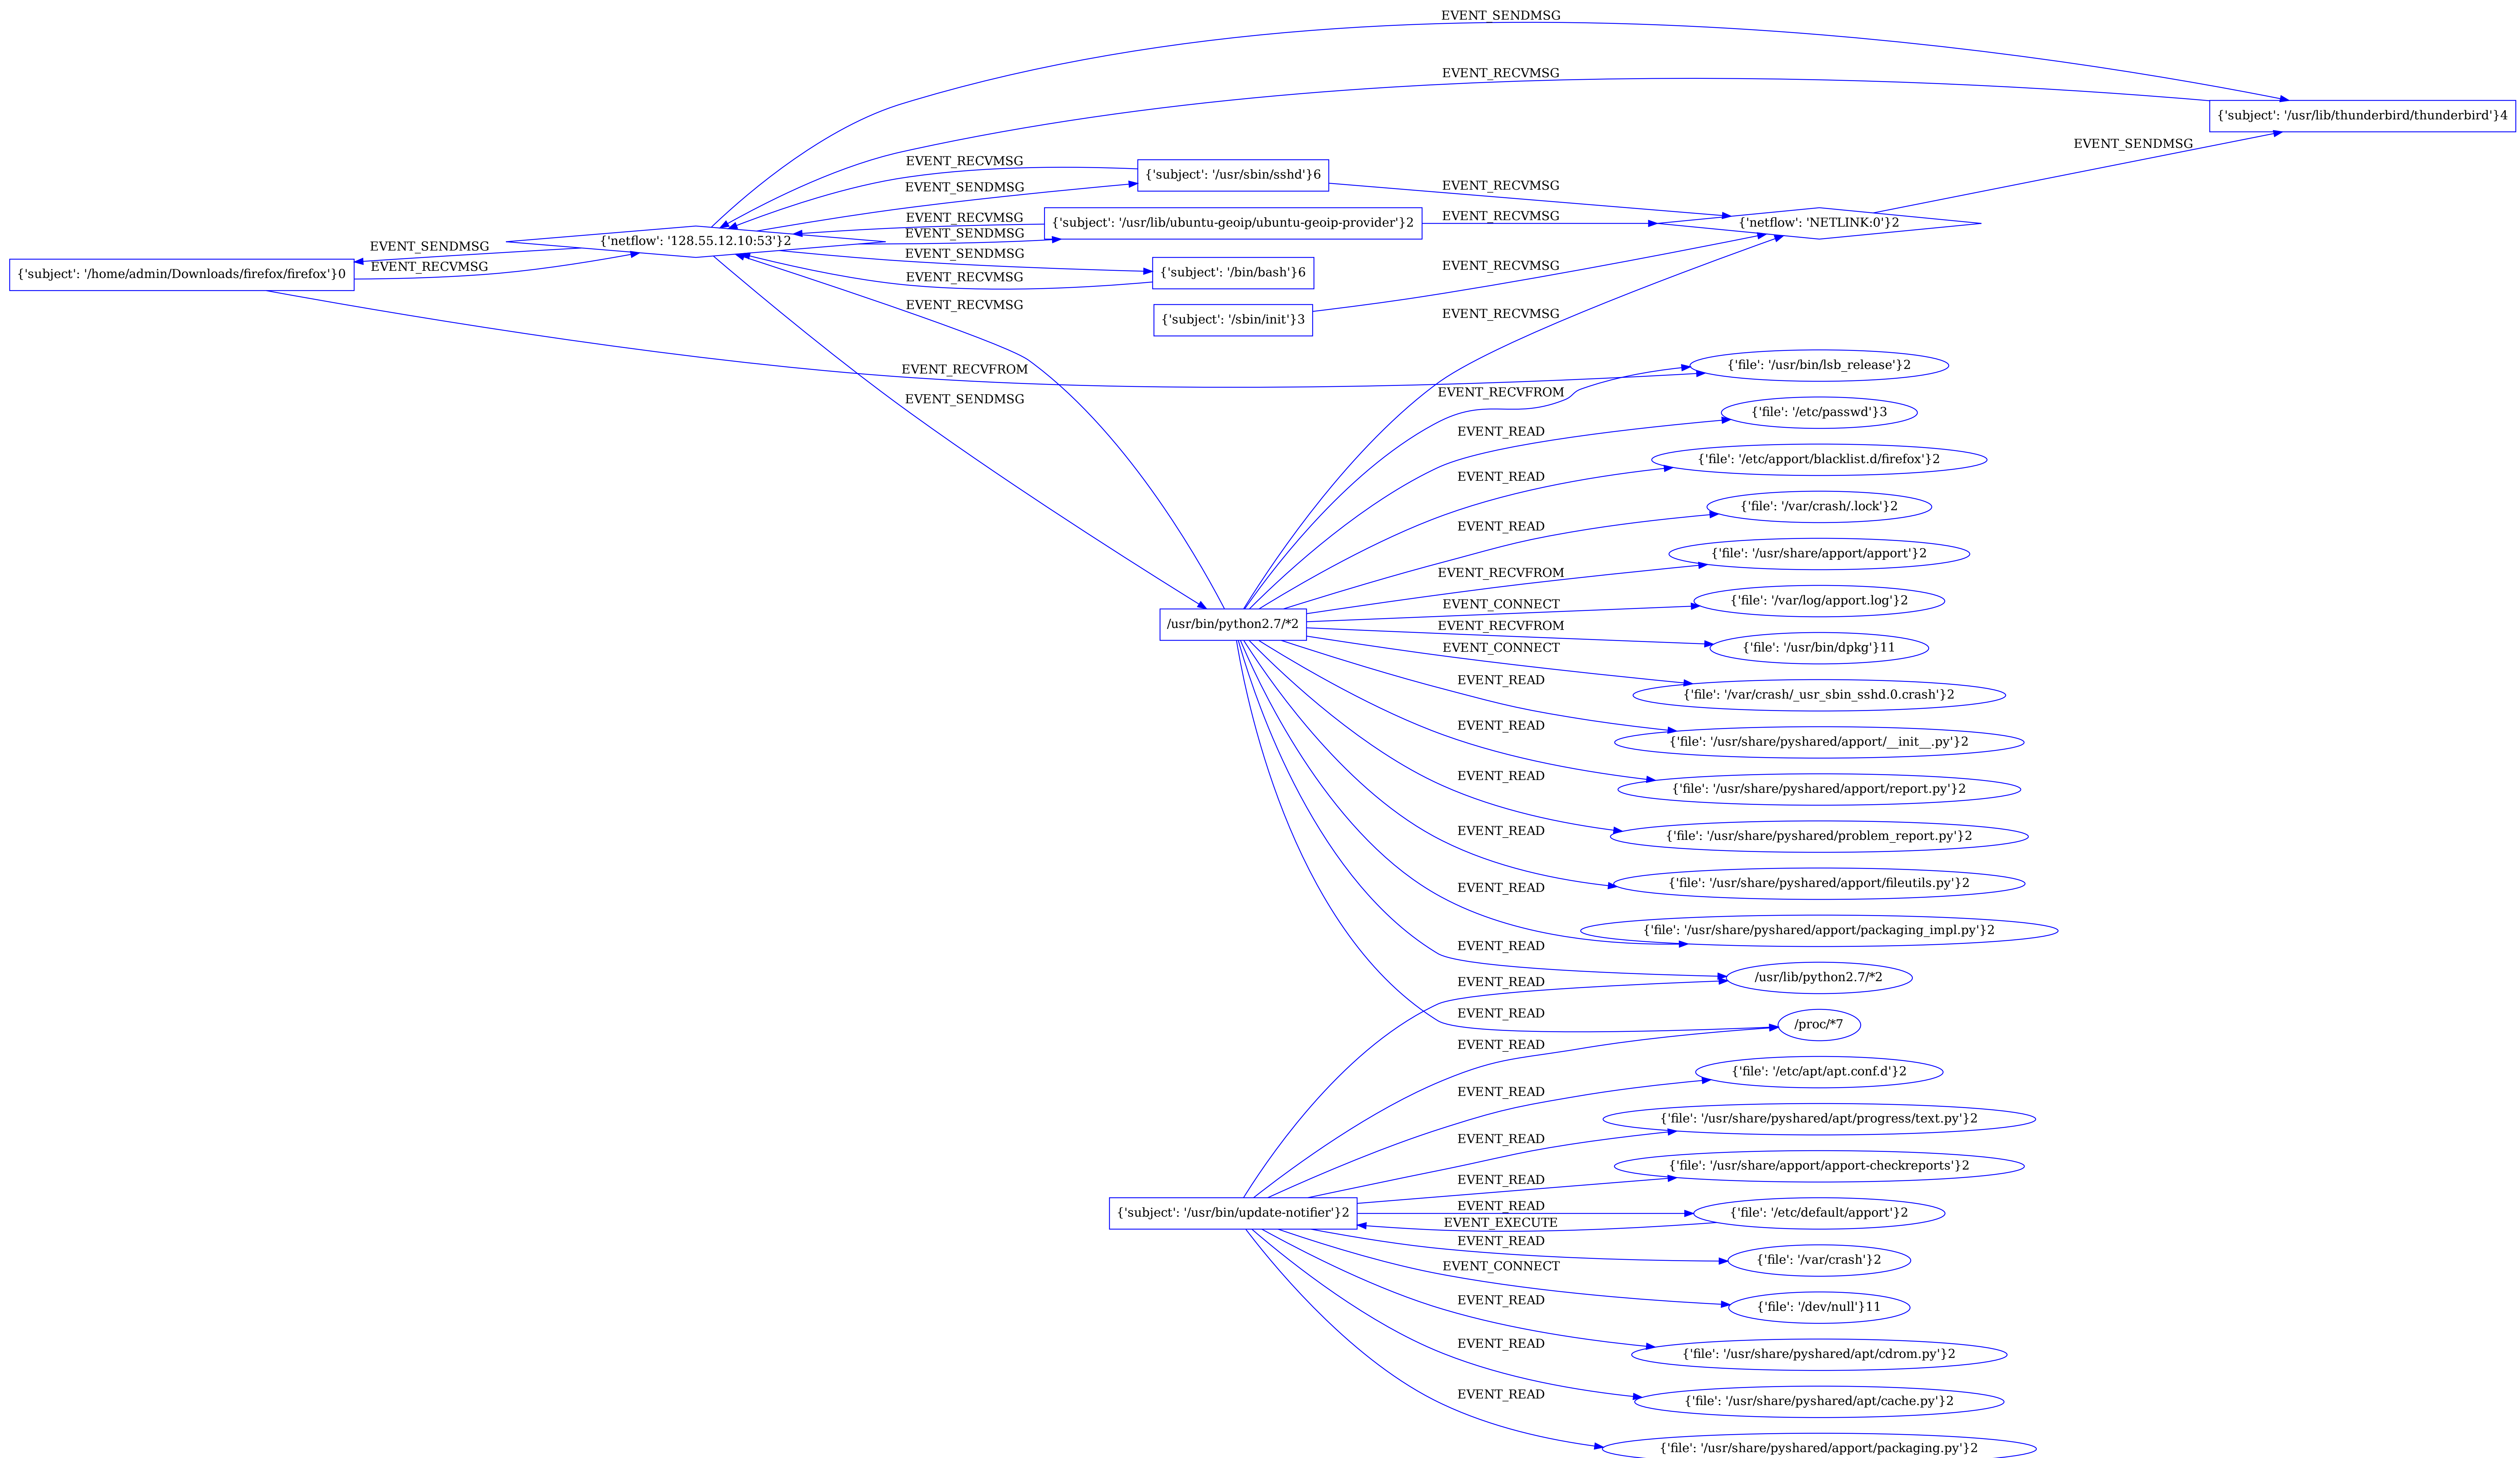 EVENT_SENDMSG
EVENT_RECVMSG
{'subject': '/usr/lib/thunderbird/thunderbird'}4
EVENT_SENDMSG
EVENT_RECVMSG
{'subject': '/usr/sbin/sshd'}6
EVENT_SENDMSG
EVENT_RECVMSG
EVENT_RECVMSG
{'subject': '/usr/lib/ubuntu-geoip/ubuntu-geoip-provider'}2
EVENT_RECVMSG
{'netflow': 'NETLINK:0'}2
EVENT_SENDMSG
{'netflow': '128.55.12.10:53'}2
EVENT_SENDMSG
EVENT_SENDMSG
EVENT_RECVMSG
EVENT_RECVMSG
{'subject': '/home/admin/Downloads/firefox/firefox'}0
{'subject': '/bin/bash'}6
EVENT_RECVMSG
EVENT_RECVMSG
{'subject': '/sbin/init'}3
EVENT_RECVMSG
EVENT_RECVFROM
{'file': '/usr/bin/lsb_release'}2
EVENT_RECVFROM
EVENT_SENDMSG
{'file': '/etc/passwd'}3
EVENT_READ
{'file': '/etc/apport/blacklist.d/firefox'}2
EVENT_READ
{'file': '/var/crash/.lock'}2
EVENT_READ
{'file': '/usr/share/apport/apport'}2
EVENT_RECVFROM
{'file': '/var/log/apport.log'}2
EVENT_CONNECT
/usr/bin/python2.7/*2
EVENT_RECVFROM
{'file': '/usr/bin/dpkg'}11
EVENT_CONNECT
{'file': '/var/crash/_usr_sbin_sshd.0.crash'}2
EVENT_READ
{'file': '/usr/share/pyshared/apport/__init__.py'}2
EVENT_READ
{'file': '/usr/share/pyshared/apport/report.py'}2
EVENT_READ
{'file': '/usr/share/pyshared/problem_report.py'}2
EVENT_READ
{'file': '/usr/share/pyshared/apport/fileutils.py'}2
EVENT_READ
{'file': '/usr/share/pyshared/apport/packaging_impl.py'}2
EVENT_READ
/usr/lib/python2.7/*2
EVENT_READ
EVENT_READ
/proc/*7
EVENT_READ
{'file': '/etc/apt/apt.conf.d'}2
EVENT_READ
{'file': '/usr/share/pyshared/apt/progress/text.py'}2
EVENT_READ
{'file': '/usr/share/apport/apport-checkreports'}2
EVENT_READ
{'subject': '/usr/bin/update-notifier'}2
EVENT_READ
{'file': '/etc/default/apport'}2
EVENT_EXECUTE
EVENT_READ
{'file': '/var/crash'}2
EVENT_CONNECT
{'file': '/dev/null'}11
EVENT_READ
{'file': '/usr/share/pyshared/apt/cdrom.py'}2
EVENT_READ
{'file': '/usr/share/pyshared/apt/cache.py'}2
EVENT_READ
{'file': '/usr/share/pyshared/apport/packaging.py'}2